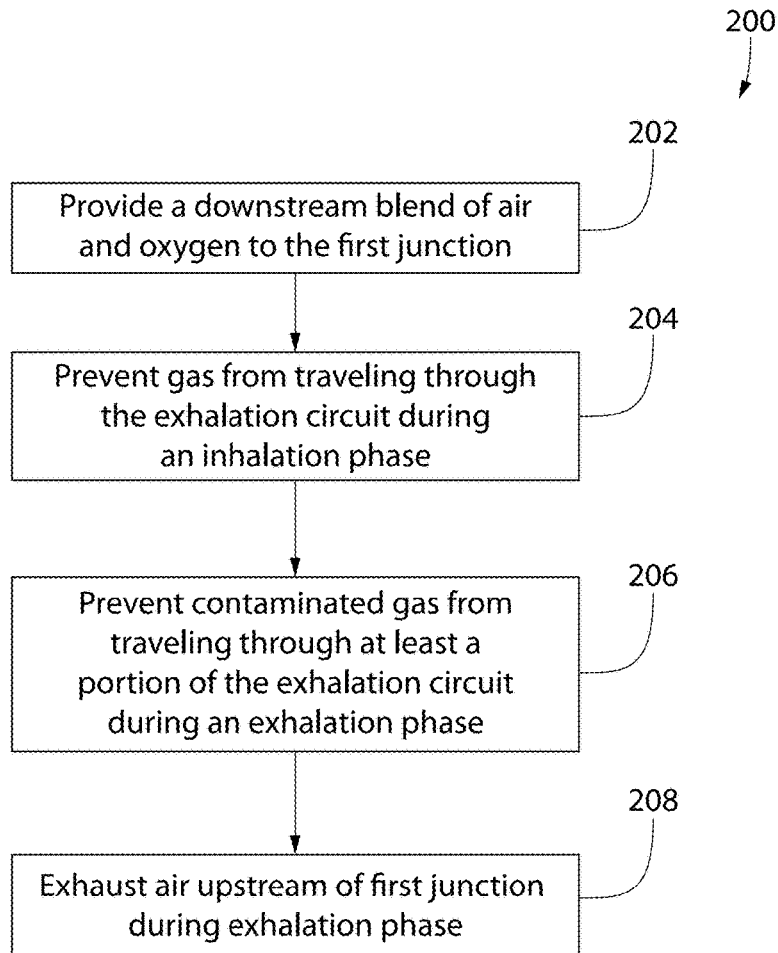 200
202
Provide a downstream blend of air
and oxygen to the first junction
204
Prevent gas from traveling through
the exhalation circuit during
an inhalation phase
206
Prevent contaminated gas from
traveling through at least a
portion of the exhalation circuit
during an exhalation phase
208
Exhaust air upstream of first junction
during exhalation phase